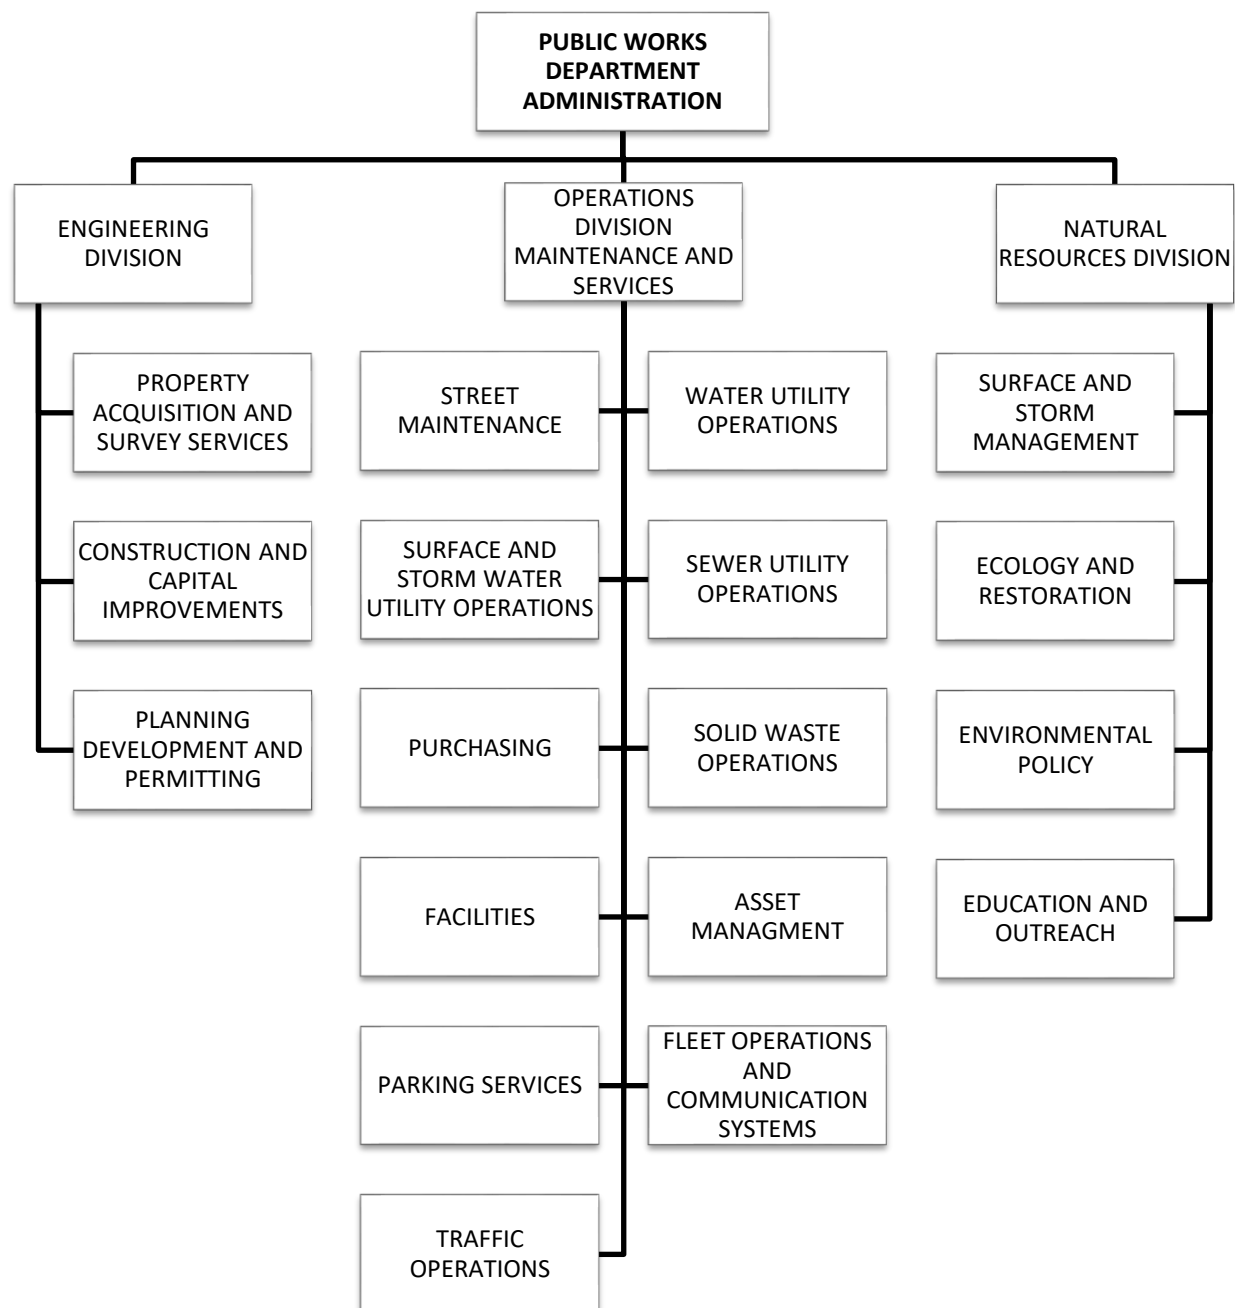 PUBLIC WORKS
DEPARTMENT
ADMINISTRATION
ENGINEERING
DIVISION
OPERATIONS
DIVISION
MAINTENANCE AND
SERVICES
NATURAL
RESOURCES DIVISION
PROPERTY
ACQUISITION AND
SURVEY SERVICES
CONSTRUCTION AND
CAPITAL
IMPROVEMENTS
PLANNING
DEVELOPMENT AND
PERMITTING
STREET
MAINTENANCE
WATER UTILITY
OPERATIONS
SURFACE AND
STORM WATER
UTILITY OPERATIONS
SEWER UTILITY
OPERATIONS
PURCHASING
SOLID WASTE
OPERATIONS
FACILITIES
ASSET
MANAGMENT
PARKING SERVICES
FLEET OPERATIONS
AND
COMMUNICATION
SYSTEMS
TRAFFIC
OPERATIONS
SURFACE AND
STORM
MANAGEMENT
ECOLOGY AND
RESTORATION
ENVIRONMENTAL
POLICY
EDUCATION AND
OUTREACH